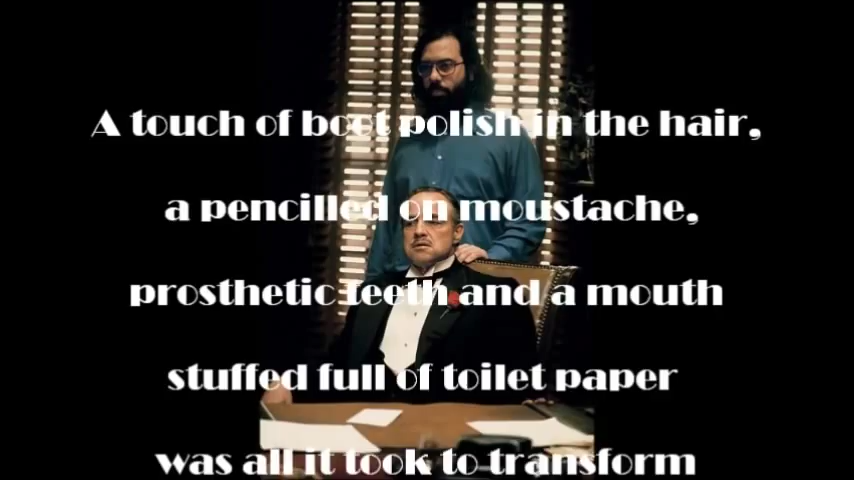 A touch of boot polish in the hair,
a pencilled on moustache,
prosthetic teeth and a mouth
stuffed full of toilet paper
was all it took to transform